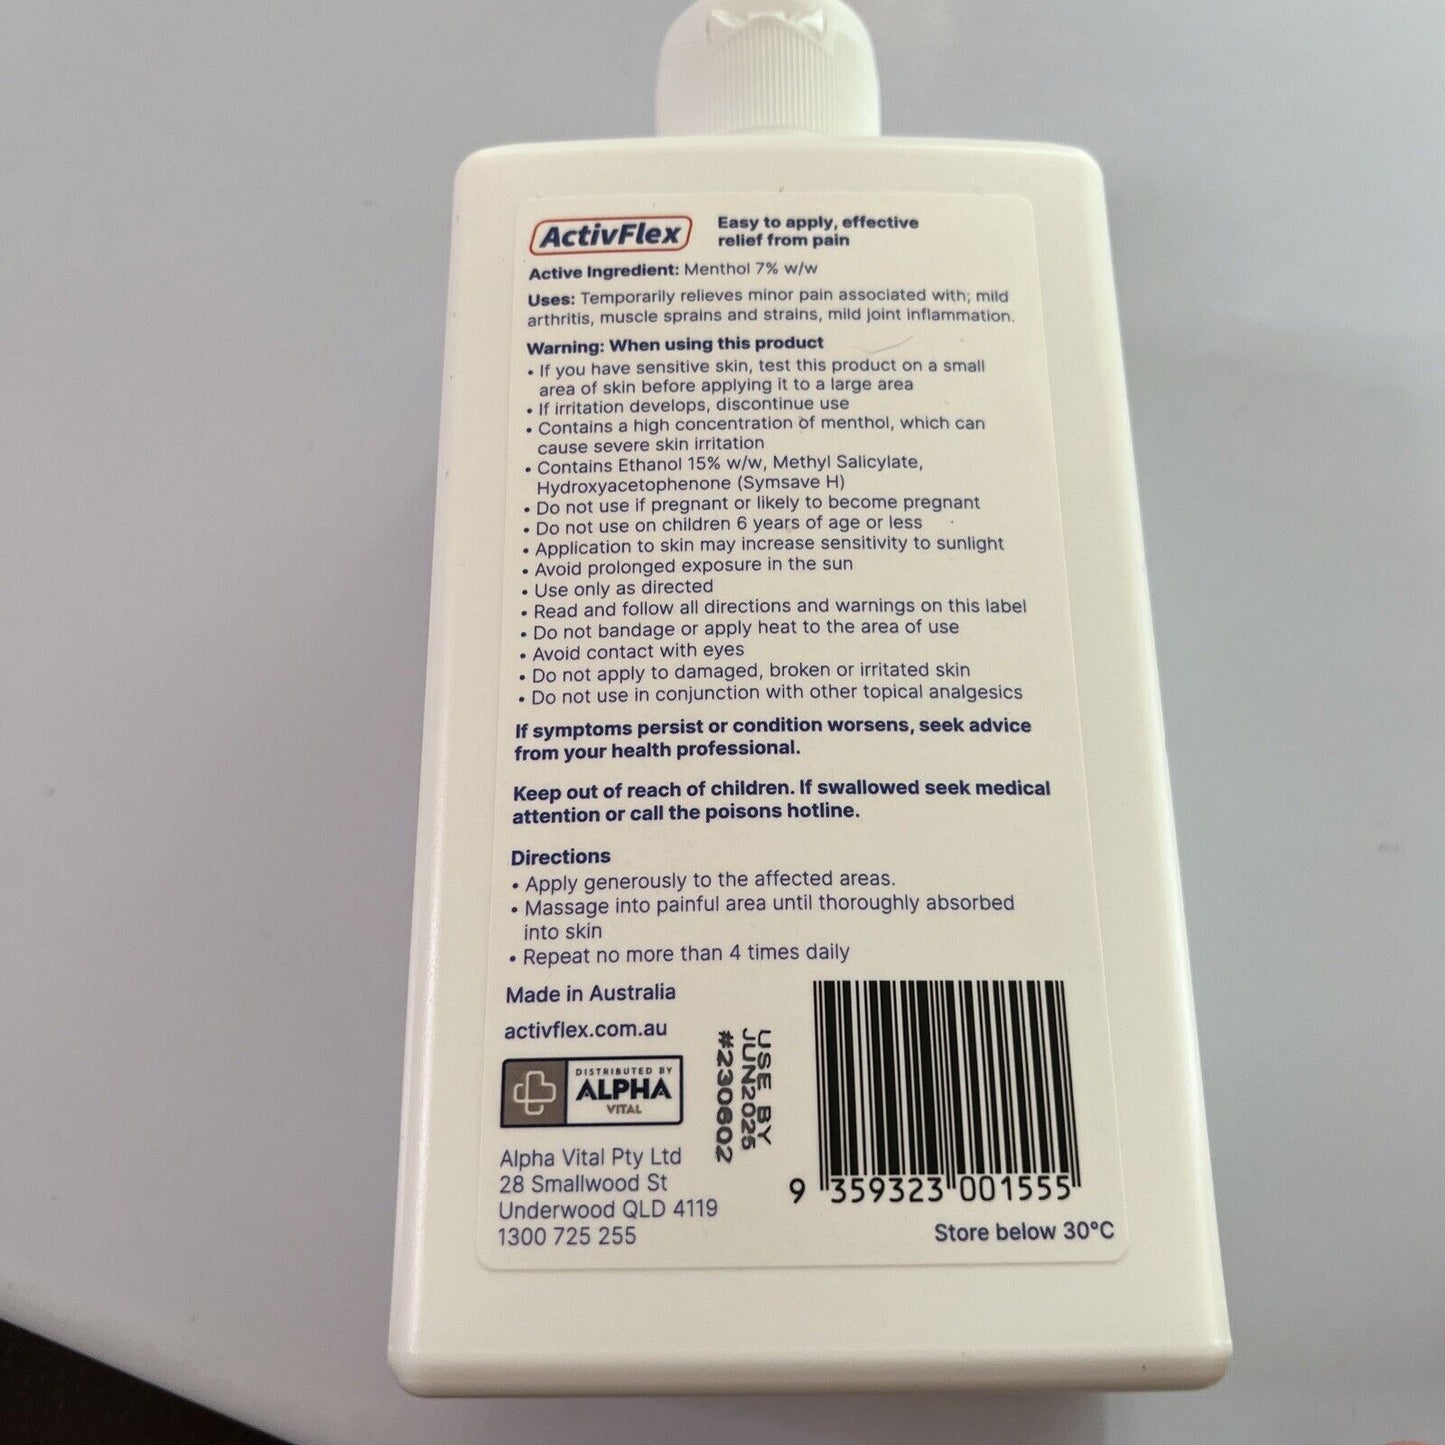 ActivFlex
Easy to apply, effective
relief from pain
Active Ingredient: Menthol 7% w/w
Uses: Temporarily relieves minor pain associated with; mild
arthritis, muscle sprains and strains, mild joint inflammation.
Warning: When using this product
• If you have sensitive skin, test this product on a small
area of skin before applying it to a large area
• If irritation develops, discontinue use
• Contains a high concentration of menthol, which can
cause severe skin irritation
• Contains Ethanol 15% w/w, Methyl Salicylate,
Hydroxyacetophenone (Symsave H)
• Do not use if pregnant or likely to become pregnant
• Do not use on children 6 years of age or less
• Application to skin may increase sensitivity to sunlight
• Avoid prolonged exposure in the sun
• Use only as directed
• Read and follow all directions and warnings on this label
• Do not bandage or apply heat to the area of use
• Avoid contact with eyes
• Do not apply to damaged, broken or irritated skin
• Do not use in conjunction with other topical analgesics
If symptoms persist or condition worsens, seek advice
from your health professional.
Keep out of reach of children. If swallowed seek medical
attention or call the poisons hotline.
Directions
• Apply generously to the affected areas.
• Massage into painful area until thoroughly absorbed
into skin
• Repeat no more than 4 times daily
Made in Australia
activflex.com.au
DISTRIBUTED BY
ALPHA
VITAL
Alpha Vital Pty Ltd
28 Smallwood St
Underwood QLD 4119
1300 725 255
USE BY
JUN2025
#230602
9 359323 001555
Store below 30°C